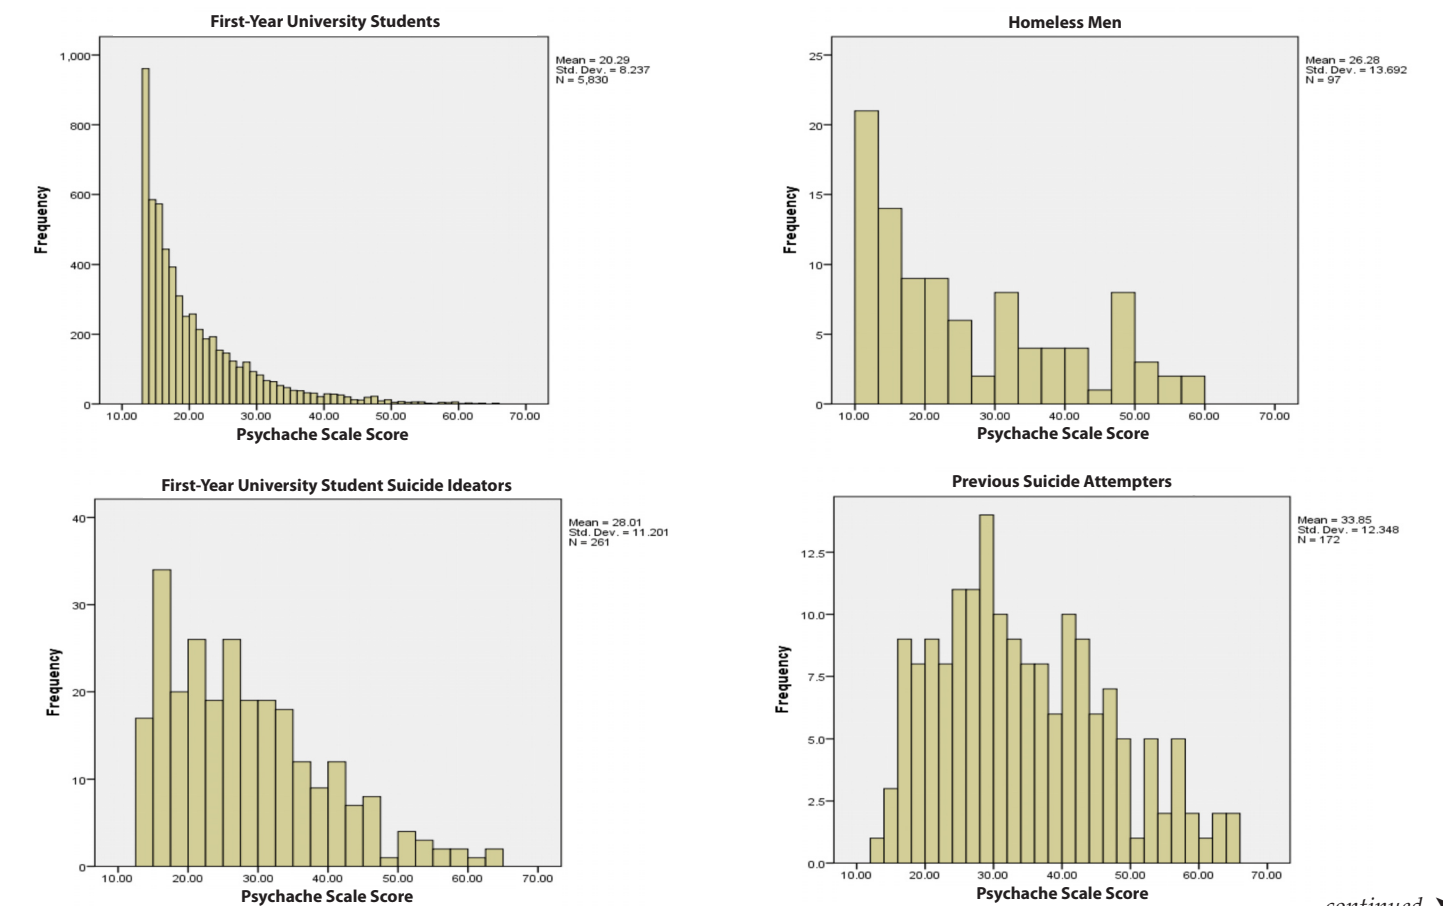 First-Year University Students
1,000
800
600
400
200
0
Frequency
10.00 20.00 30.00 40.00 50.00 60.00 70.00
Psychache Scale Score
Mean = 20.29
Std. Dev. = 8.237
N = 5,830
Homeless Men
25
20
15
10
5
0
Frequency
10.00 20.00 30.00 40.00 50.00 60.00 70.00
Psychache Scale Score
Mean = 26.28
Std. Dev. = 13.692
N = 97
First-Year University Student Suicide Ideators
40
30
20
10
0
Frequency
10.00 20.00 30.00 40.00 50.00 60.00 70.00
Psychache Scale Score
Mean = 28.01
Std. Dev. = 11.201
N = 261
Previous Suicide Attempters
12.5
10.0
7.5
5.0
2.5
0.0
Frequency
10.00 20.00 30.00 40.00 50.00 60.00 70.00
Psychache Scale Score
Mean = 33.85
Std. Dev. = 12.348
N = 172
continued